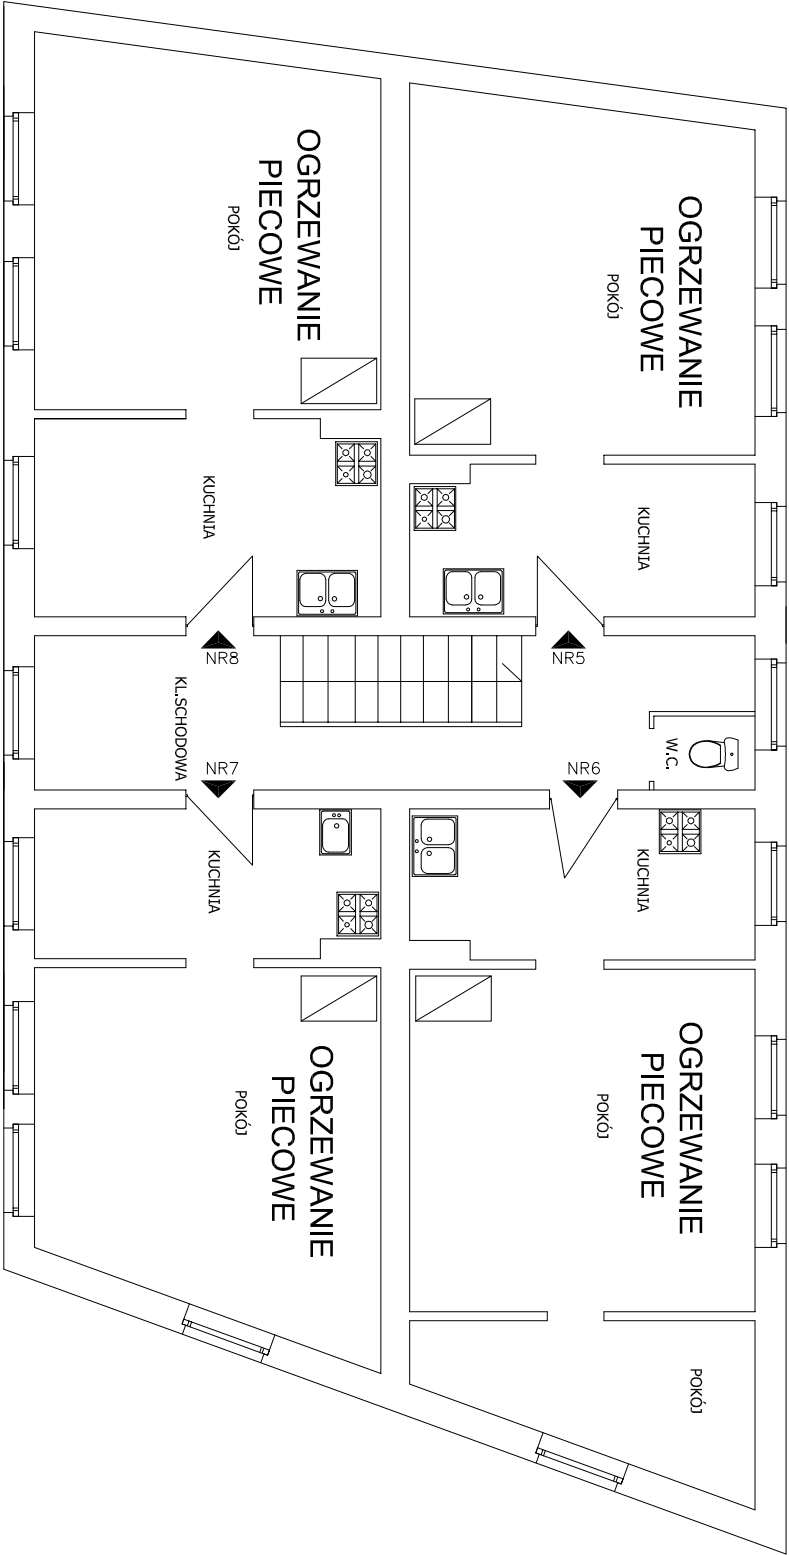 OGRZEWANIE
PIECOWE
POKÓJ
OGRZEWANIE
PIECOWE
POKÓJ
KUCHNIA
KUCHNIA
NR8
NR5
KL.SCHODOWA
NR7
NR6
W.C.
KUCHNIA
KUCHNIA
OGRZEWANIE
PIECOWE
POKÓJ
OGRZEWANIE
PIECOWE
POKÓJ
POKÓJ